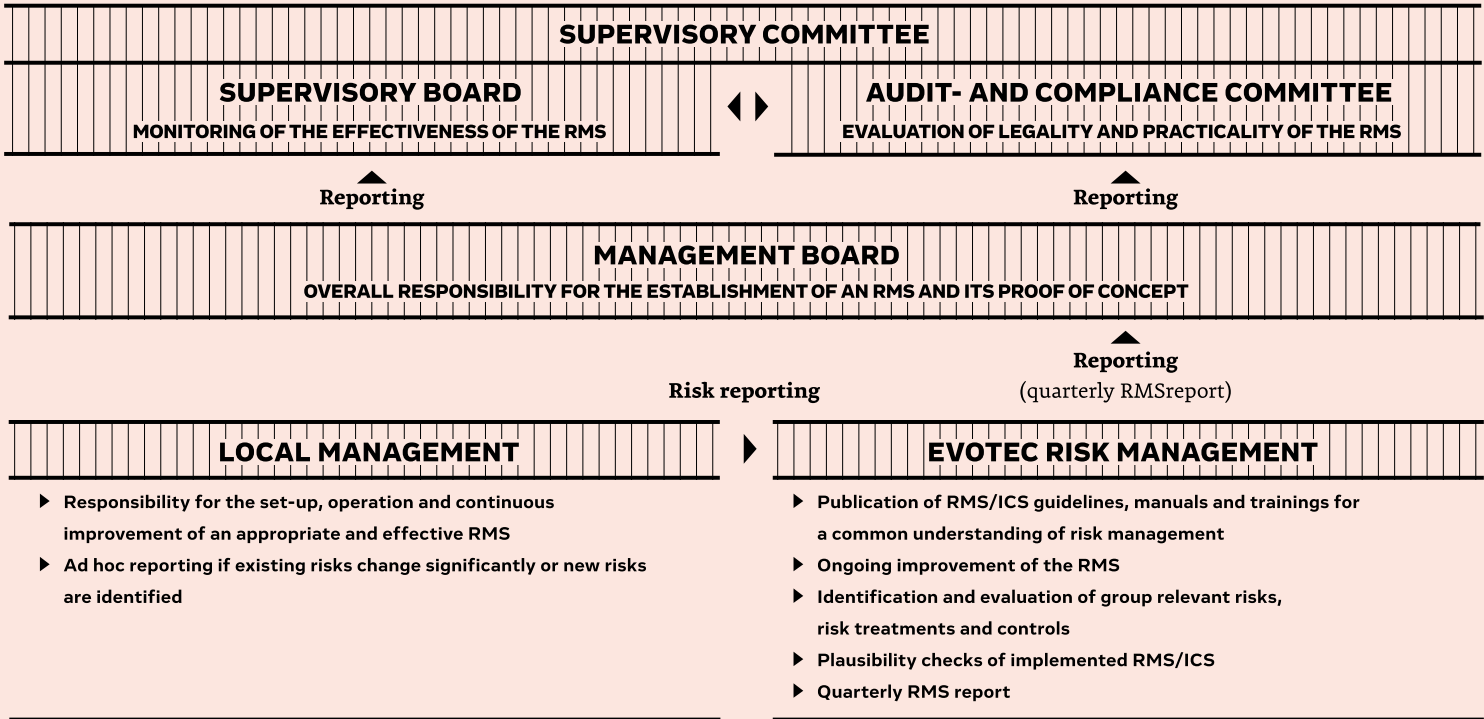 SUPERVISORY COMMITTEE
SUPERVISORY BOARD
MONITORING OF THE EFFECTIVENESS OF THE RMS
AUDIT- AND COMPLIANCE COMMITTEE
EVALUATION OF LEGALITY AND PRACTICALITY OF THE RMS
Reporting
Reporting
MANAGEMENT BOARD
OVERALL RESPONSIBILITY FOR THE ESTABLISHMENT OF AN RMS AND ITS PROOF OF CONCEPT
Reporting
(quarterly RMSreport)
Risk reporting
LOCAL MANAGEMENT
Responsibility for the set-up, operation and continuous
improvement of an appropriate and effective RMS
Ad hoc reporting if existing risks change significantly or new risks
are identified
EVOTEC RISK MANAGEMENT
Publication of RMS/ICS guidelines, manuals and trainings for
a common understanding of risk management
Ongoing improvement of the RMS
Identification and evaluation of group relevant risks,
risk treatments and controls
Plausibility checks of implemented RMS/ICS
Quarterly RMS report